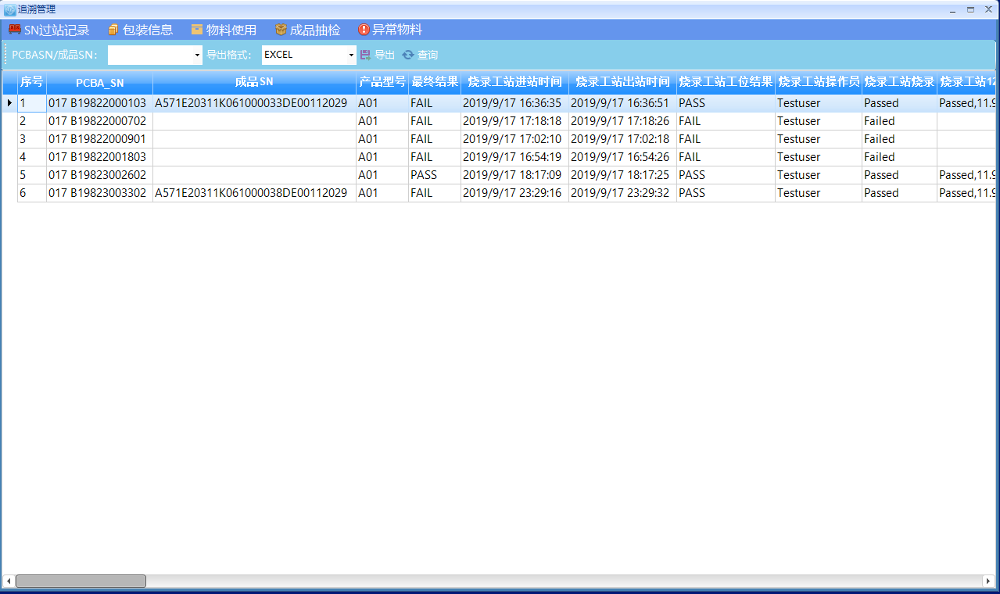 追溯管理
SN过站记录 包装信息 物料使用 成品抽检 异常物料
PCBASN/成品SN: 导出格式: EXCEL 导出 查询
序号 PCBA_SN 成品SN 产品型号 最终结果 烧录工站进站时间 烧录工站出站时间 烧录工站工位结果 烧录工站操作员 烧录工站烧录 烧录工站12
1 017 B19822000103 A571E20311K061000033DE00112029 A01 FAIL 2019/9/17 16:36:35 2019/9/17 16:36:51 PASS Testuser Passed Passed,11.9
2 017 B19822000702 A01 FAIL 2019/9/17 17:18:18 2019/9/17 17:18:26 FAIL Testuser Failed
3 017 B19822000901 A01 FAIL 2019/9/17 17:02:10 2019/9/17 17:02:18 FAIL Testuser Failed
4 017 B19822001803 A01 FAIL 2019/9/17 16:54:19 2019/9/17 16:54:26 FAIL Testuser Failed
5 017 B19823002602 A01 PASS 2019/9/17 18:17:09 2019/9/17 18:17:25 PASS Testuser Passed Passed,11.9
6 017 B19823003302 A571E20311K061000038DE00112029 A01 FAIL 2019/9/17 23:29:16 2019/9/17 23:29:32 PASS Testuser Passed Passed,11.9